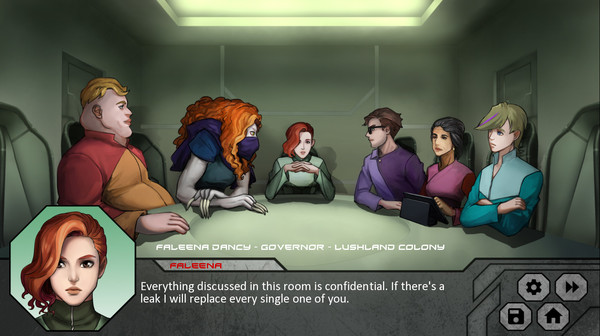 FALEENA DANCY - GOVERNOR - LUSHLAND COLONY
FALEENA
Everything discussed in this room is confidential. If there's a
leak I will replace every single one of you.